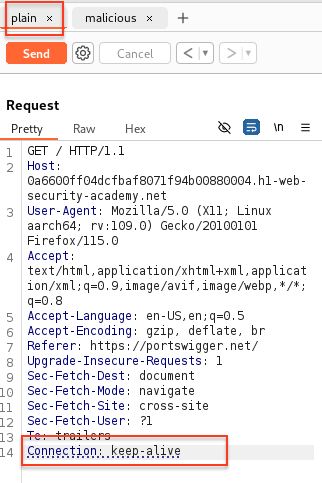 plain × malicious × +
Send Cancel < ▾ > ▾
Request
Pretty Raw Hex \n ≡
1 GET / HTTP/1.1
2 Host:
0a6600ff04dcfbaf8071f94b00880004.h1-web-
security-academy.net
3 User-Agent: Mozilla/5.0 (X11; Linux
aarch64; rv:109.0) Gecko/20100101
Firefox/115.0
4 Accept:
text/html,application/xhtml+xml,applicat
ion/xml;q=0.9,image/avif,image/webp,*/*;
q=0.8
5 Accept-Language: en-US,en;q=0.5
6 Accept-Encoding: gzip, deflate, br
7 Referer: https://portswigger.net/
8 Upgrade-Insecure-Requests: 1
9 Sec-Fetch-Dest: document
10 Sec-Fetch-Mode: navigate
11 Sec-Fetch-Site: cross-site
12 Sec-Fetch-User: ?1
13 Te: trailers
14 Connection: keep-alive